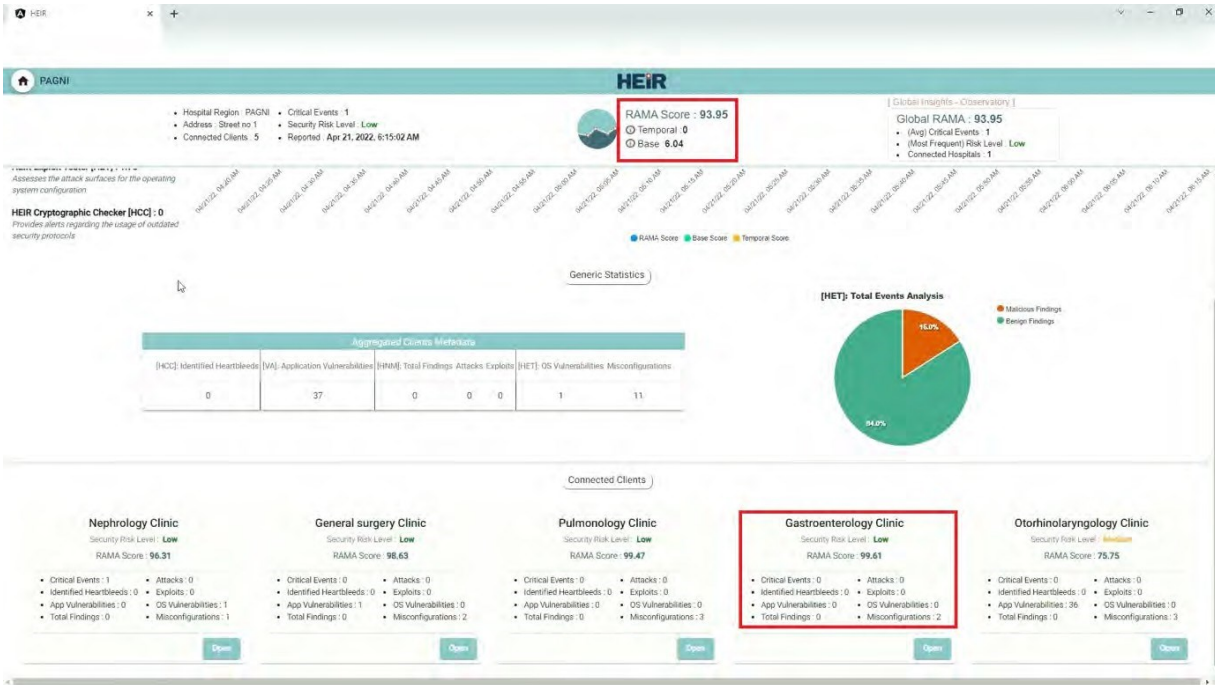 HEIR
PAGNI
HEiR
Hospital Region : PAGNI
Address : Street no 1
Connected Clients : 5
Critical Events : 1
Security Risk Level : Low
Reported : Apr 21, 2022, 6:15:02 AM
RAMA Score : 93.95
Temporal : 0
Base 6.04
[ Global Insights - Observatory ]
Global RAMA : 93.95
(Avg) Critical Events : 1
(Most Frequent) Risk Level : Low
Connected Hospitals : 1
Assesses the attack surfaces for the operating
system configuration
HEIR Cryptographic Checker [HCC] : 0
Provides alerts regarding the usage of outdated
security protocols
RAMA Score Base Score Temporal Score
Generic Statistics
Aggregated Clients Metadata
[HCC]: Identified Heartbleeds [VA]: Application Vulnerabilities [HNM]: Total Findings Attacks Exploits [HET]: OS Vulnerabilities Misconfigurations
0 37 0 0 0 1 11
[HET]: Total Events Analysis
Malicious Findings
Benign Findings
16.0%
84.0%
Connected Clients
Nephrology Clinic
Security Risk Level : Low
RAMA Score : 96.31
Critical Events : 1 Attacks : 0
Identified Heartbleeds : 0 Exploits : 0
App Vulnerabilities : 0 OS Vulnerabilities : 1
Total Findings : 0 Misconfigurations : 1
Open
General surgery Clinic
Security Risk Level : Low
RAMA Score : 98.63
Critical Events : 0 Attacks : 0
Identified Heartbleeds : 0 Exploits : 0
App Vulnerabilities : 1 OS Vulnerabilities : 0
Total Findings : 0 Misconfigurations : 2
Open
Pulmonology Clinic
Security Risk Level : Low
RAMA Score : 99.47
Critical Events : 0 Attacks : 0
Identified Heartbleeds : 0 Exploits : 0
App Vulnerabilities : 0 OS Vulnerabilities : 0
Total Findings : 0 Misconfigurations : 3
Open
Gastroenterology Clinic
Security Risk Level : Low
RAMA Score : 99.61
Critical Events : 0 Attacks : 0
Identified Heartbleeds : 0 Exploits : 0
App Vulnerabilities : 0 OS Vulnerabilities : 0
Total Findings : 0 Misconfigurations : 2
Open
Otorhinolaryngology Clinic
Security Risk Level :
RAMA Score : 75.75
Critical Events : 0 Attacks : 0
Identified Heartbleeds : 0 Exploits : 0
App Vulnerabilities : 36 OS Vulnerabilities : 0
Total Findings : 0 Misconfigurations : 3
Open